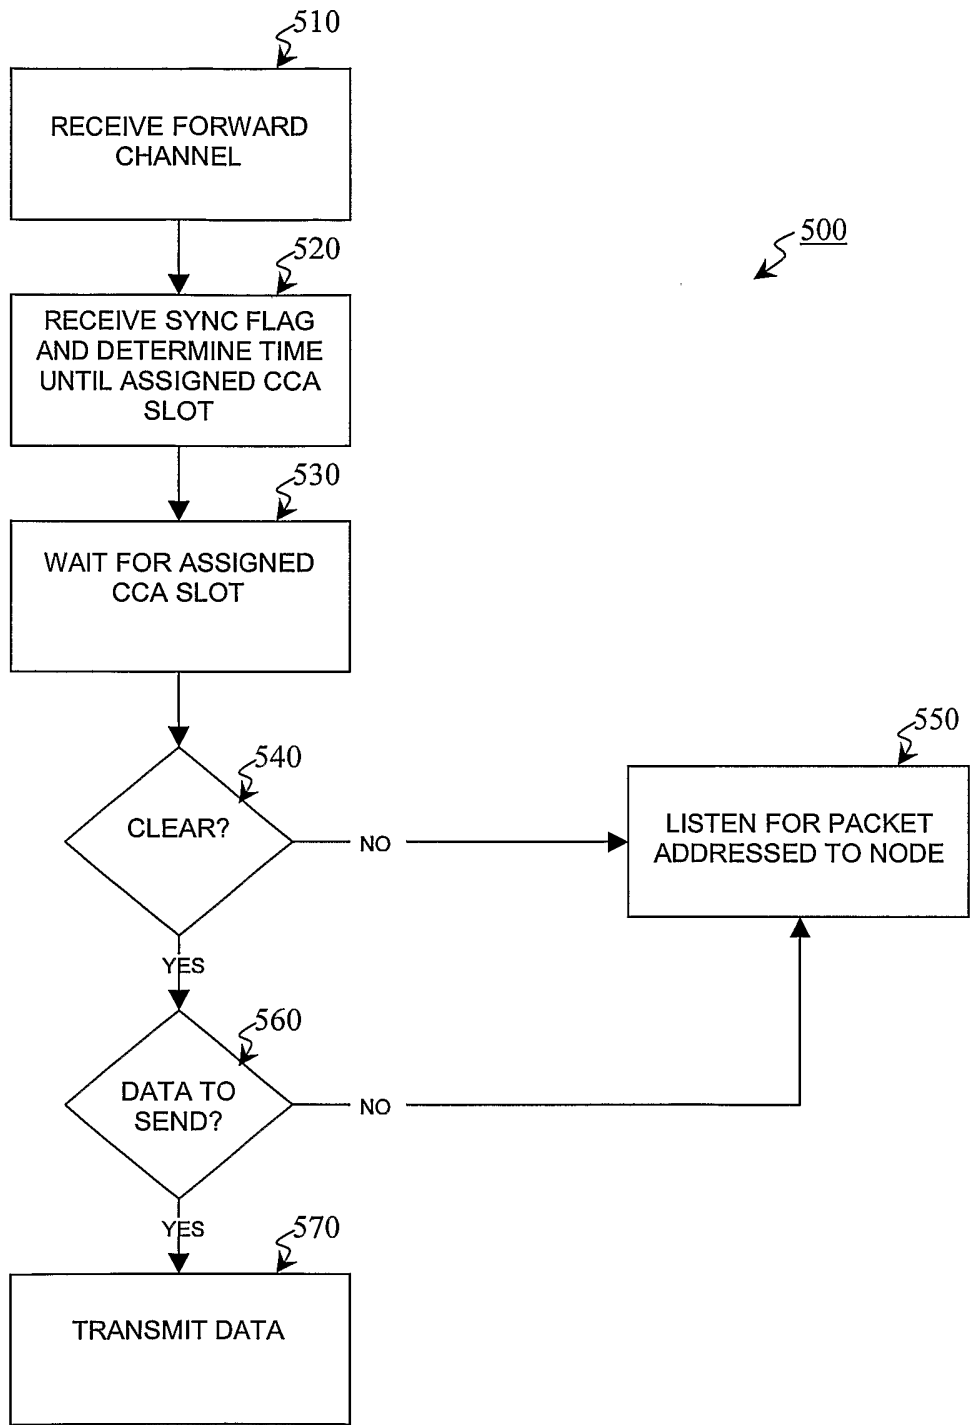 510
RECEIVE FORWARD
CHANNEL
500
520
RECEIVE SYNC FLAG
AND DETERMINE TIME
UNTIL ASSIGNED CCA
SLOT
530
WAIT FOR ASSIGNED
CCA SLOT
540
CLEAR?
NO
550
LISTEN FOR PACKET
ADDRESSED TO NODE
YES
560
DATA TO
SEND?
NO
YES
570
TRANSMIT DATA